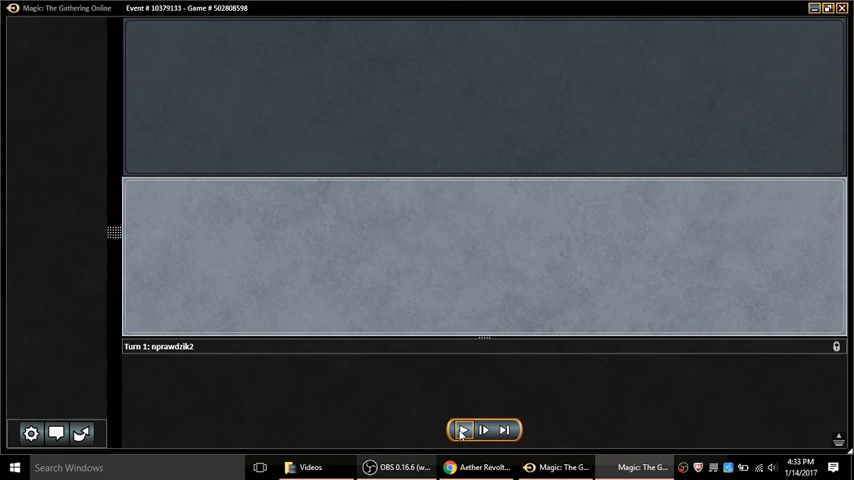 Magic: The Gathering Online Event # 10379133 - Game # 502808598
Turn 1: nprawdzik2
Search Windows
Videos
OBS 0.16.6 (w...
Aether Revolt...
Magic: The G...
Magic: The G...
4:33 PM
1/14/2017